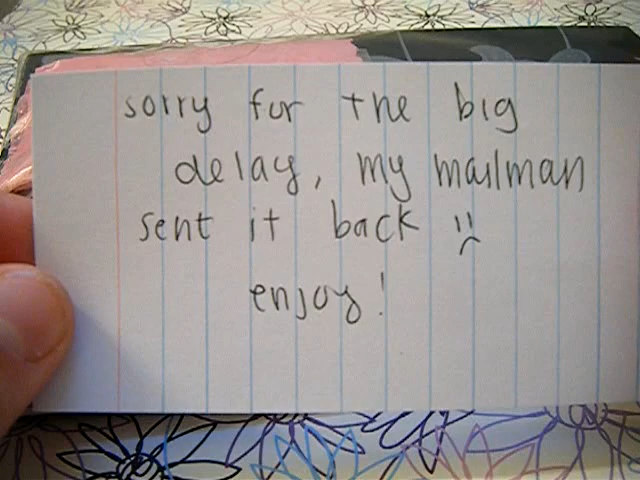 sorry for the big
delay, my mailman
sent it back :(
enjoy!